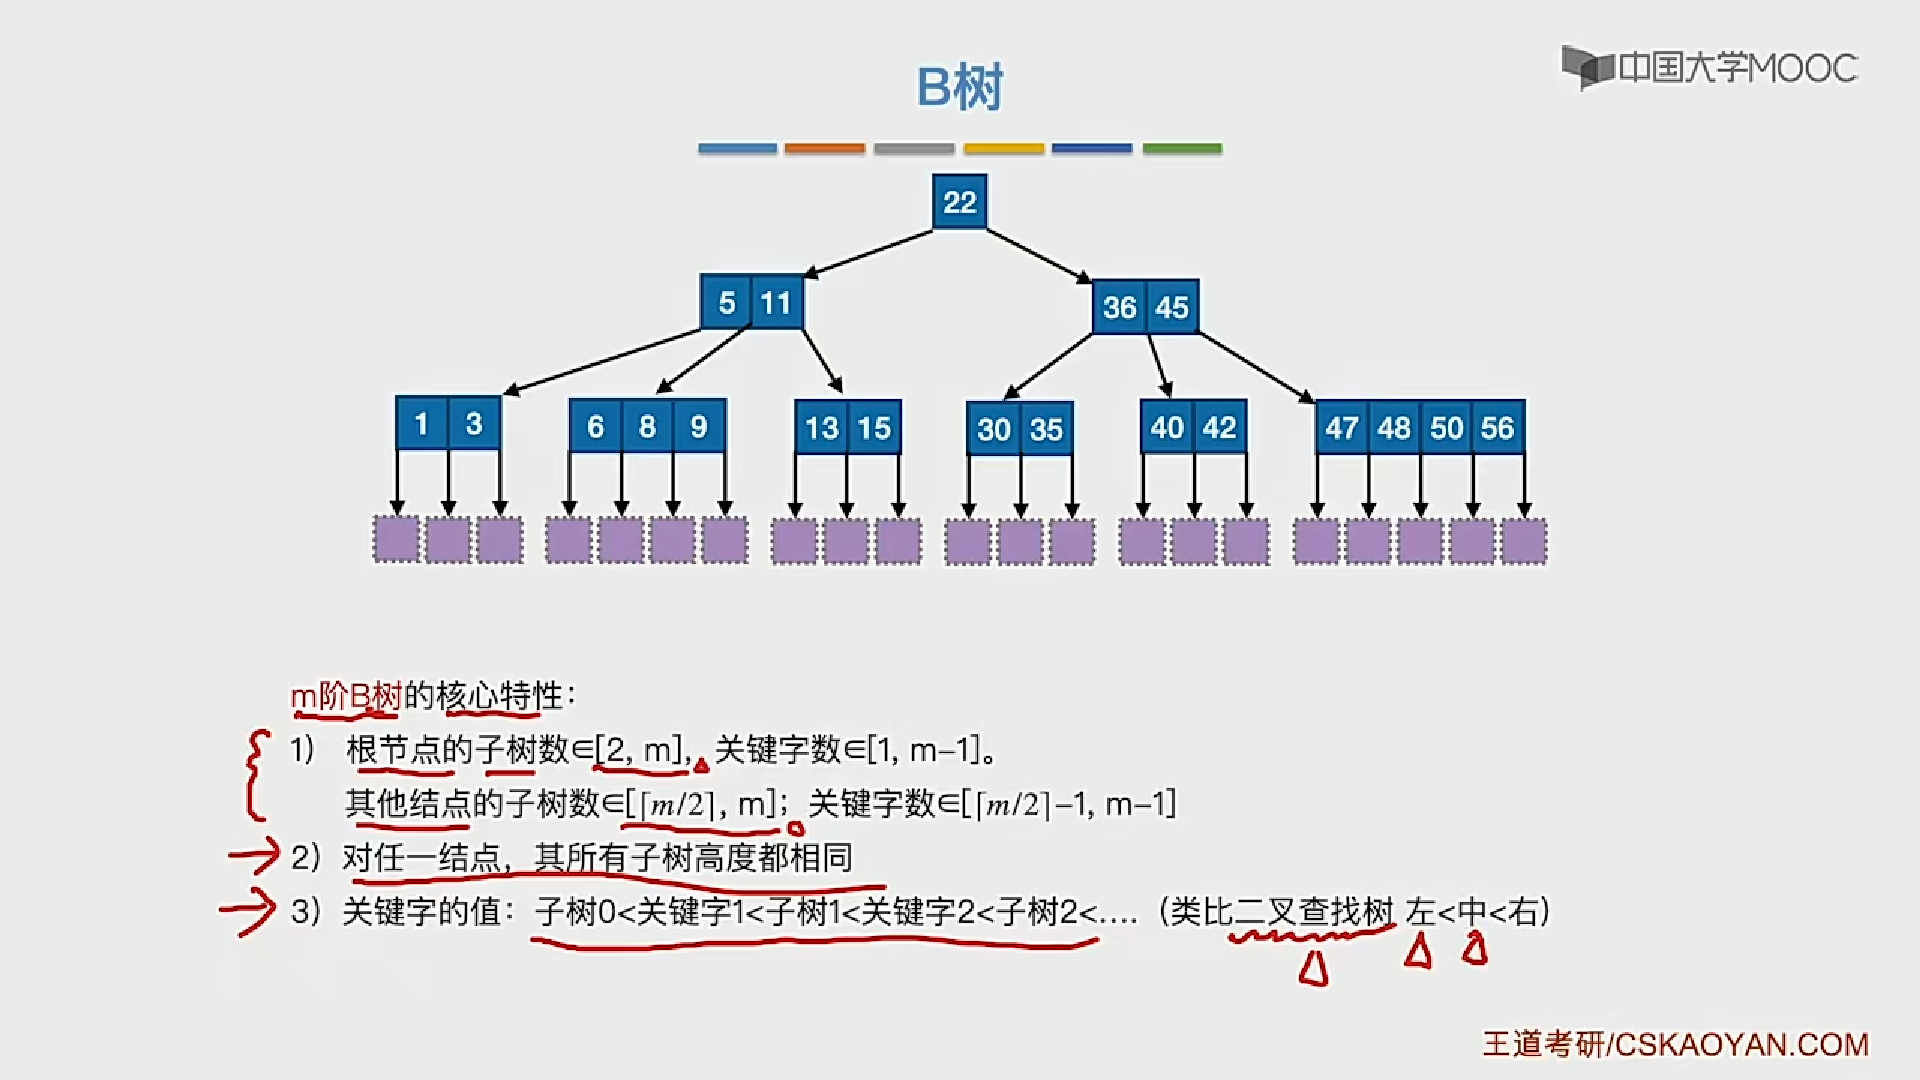 B树
中国大学MOOC
22
5 11
36 45
1 3
6 8 9
13 15
30 35
40 42
47 48 50 56
m阶B树的核心特性：
1） 根节点的子树数∈[2, m]，关键字数∈[1, m–1]。
其他结点的子树数∈[⌈m/2⌉, m]；关键字数∈[⌈m/2⌉–1, m–1]
2）对任一结点，其所有子树高度都相同
3）关键字的值：子树0<关键字1<子树1<关键字2<子树2<…. （类比二叉查找树 左<中<右）
王道考研/CSKAOYAN.COM